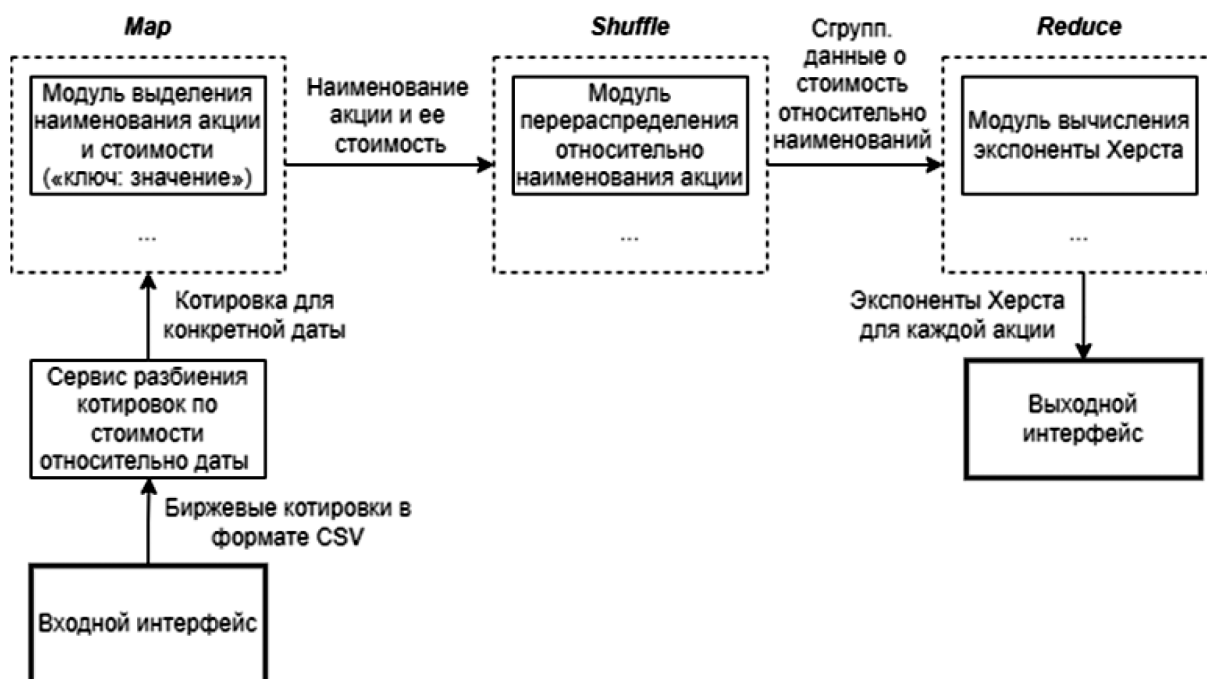 Map
Модуль выделения
наименования акции
и стоимости
(«ключ: значение»)
...
Наименование
акции и ее
стоимость
Shuffle
Модуль
перераспределения
относительно
наименования акции
...
Сгрупп.
данные о
стоимость
относительно
наименований
Reduce
Модуль вычисления
экспоненты Херста
...
Котировка для
конкретной даты
Экспоненты Херста
для каждой акции
Сервис разбиения
котировок по
стоимости
относительно даты
Выходной
интерфейс
Биржевые котировки в
формате CSV
Входной интерфейс